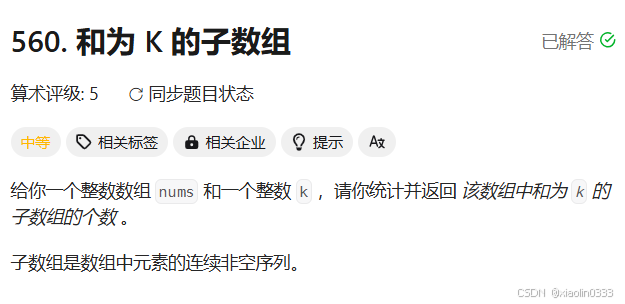 560. 和为 K 的子数组
已解答
算术评级: 5 同步题目状态
中等 相关标签 相关企业 提示 Aあ
给你一个整数数组 nums 和一个整数 k ，请你统计并返回 该数组中和为 k 的
子数组的个数 。
子数组是数组中元素的连续非空序列。
CSDN @xiaolin0333